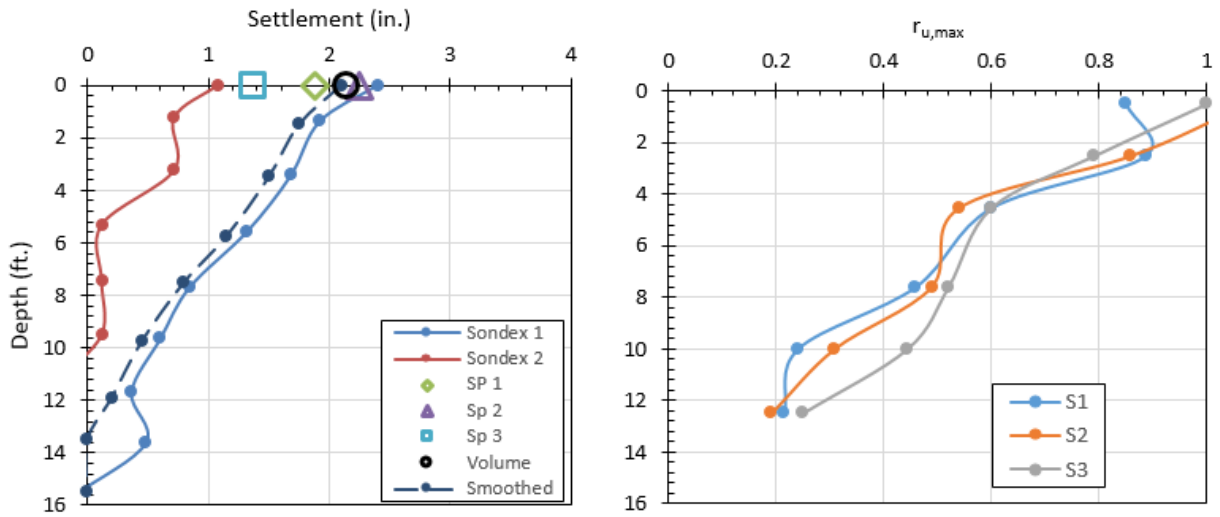 Settlement (in.)
0 1 2 3 4
0
2
4
6
8
10
12
14
16
Depth (ft.)
Sondex 1
Sondex 2
SP 1
Sp 2
Sp 3
Volume
Smoothed
ru,max
0 0.2 0.4 0.6 0.8 1
0
2
4
6
8
10
12
14
16
S1
S2
S3